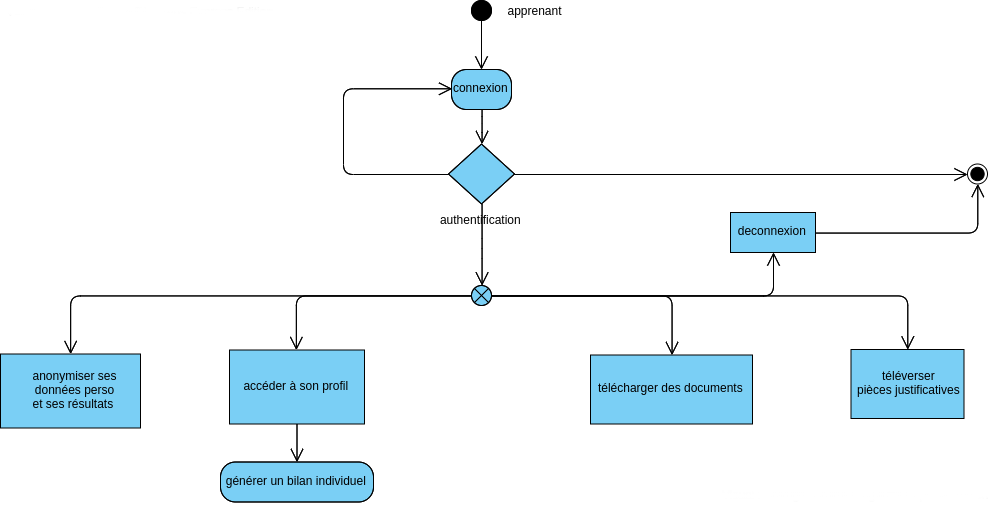 apprenant
connexion
authentification
deconnexion
anonymiser ses
données perso
et ses résultats
accéder à son profil
télécharger des documents
téléverser
pièces justificatives
générer un bilan individuel